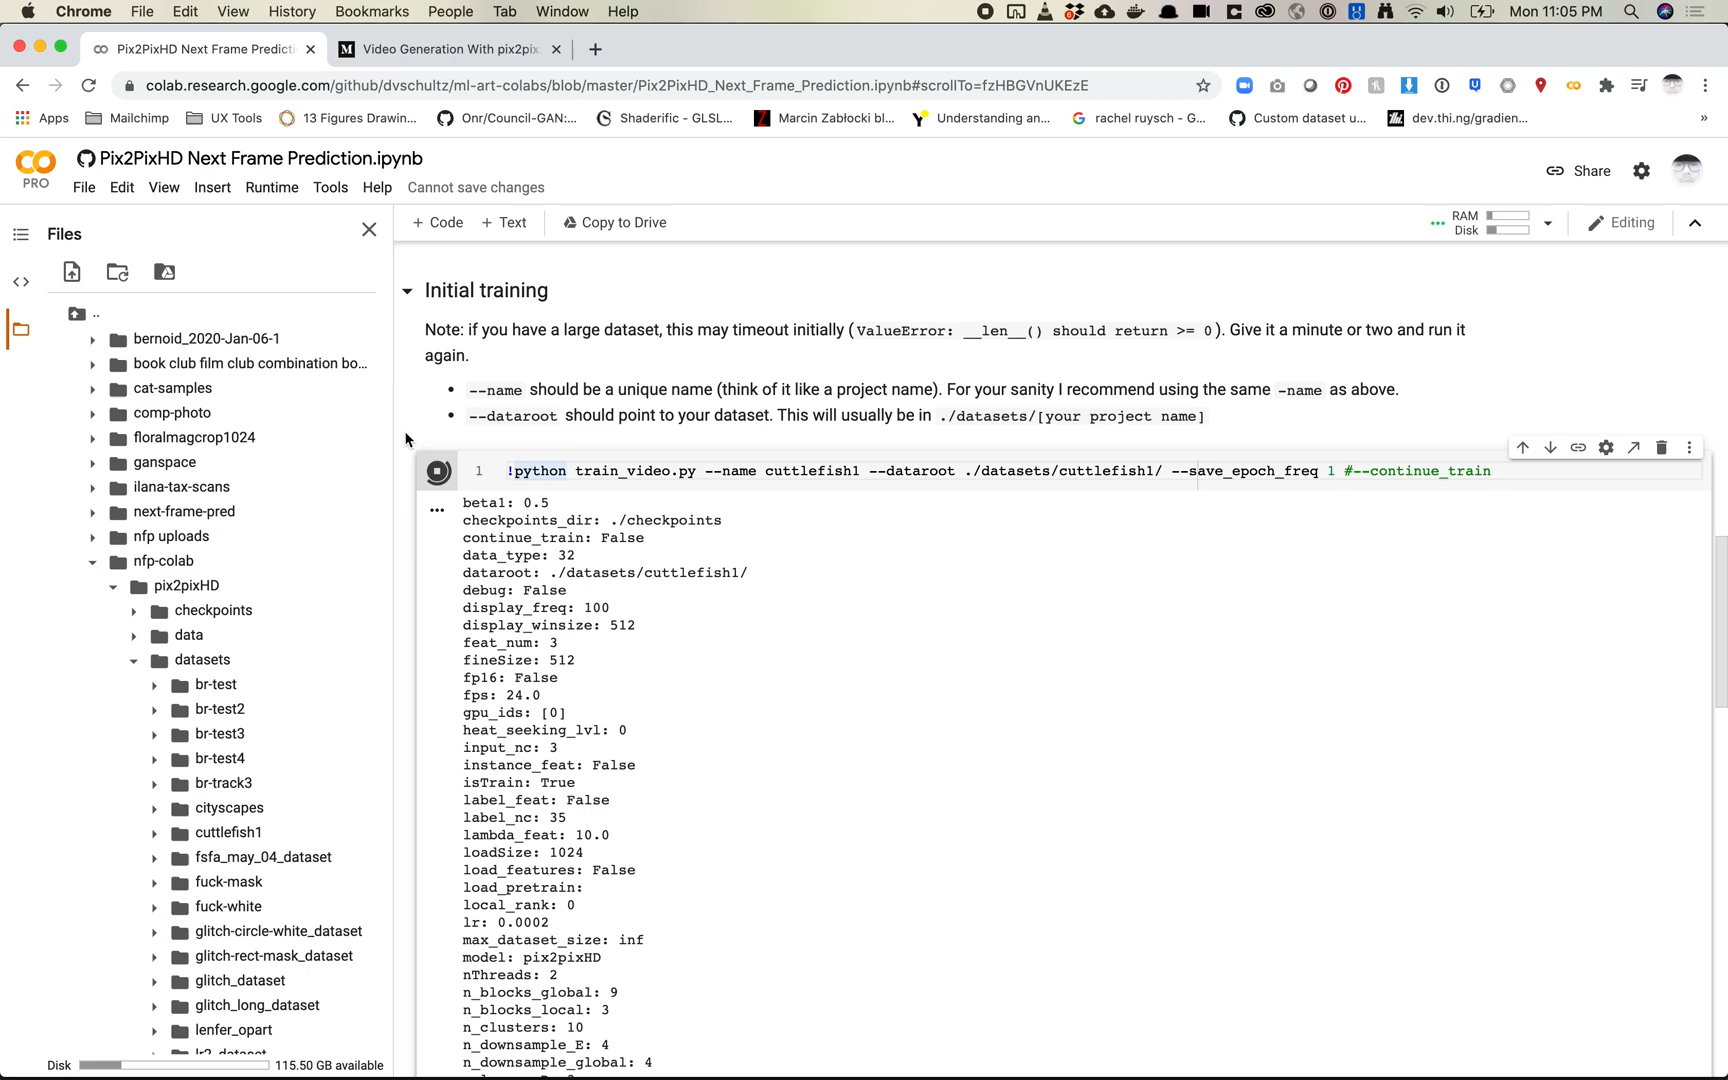 Chrome File Edit View History Bookmarks People Tab Window Help Mon 11:05 PM
Pix2PixHD Next Frame Predicti Video Generation With pix2pix.
colab.research.google.com/github/dvschultz/ml-art-colabs/blob/master/Pix2PixHD_Next_Frame_Prediction.ipynb#scrollTo=fzHBGVnUKEzE
Apps Mailchimp UX Tools 13 Figures Drawin... Onr/Council-GAN:... Shaderific - GLSL... Marcin Zabłocki bl... Understanding an... rachel ruysch - G... Custom dataset u... dev.thi.ng/gradien... »
Pix2PixHD Next Frame Prediction.ipynb
PRO
File Edit View Insert Runtime Tools Help Cannot save changes
Share
Files
+ Code + Text Copy to Drive
RAM
Disk
Editing
..
bernoid_2020-Jan-06-1
book club film club combination bo...
cat-samples
comp-photo
floralmagcrop1024
ganspace
ilana-tax-scans
next-frame-pred
nfp uploads
nfp-colab
pix2pixHD
checkpoints
data
datasets
br-test
br-test2
br-test3
br-test4
br-track3
cityscapes
cuttlefish1
fsfa_may_04_dataset
fuck-mask
fuck-white
glitch-circle-white_dataset
glitch-rect-mask_dataset
glitch_dataset
glitch_long_dataset
lenfer_opart
Disk 115.50 GB available
Initial training
Note: if you have a large dataset, this may timeout initially (ValueError: __len__() should return >= 0). Give it a minute or two and run it
again.
• --name should be a unique name (think of it like a project name). For your sanity I recommend using the same -name as above.
• --dataroot should point to your dataset. This will usually be in ./datasets/[your project name]
1 !python train_video.py --name cuttlefish1 --dataroot ./datasets/cuttlefish1/ --save_epoch_freq 1 #--continue_train
beta1: 0.5
checkpoints_dir: ./checkpoints
continue_train: False
data_type: 32
dataroot: ./datasets/cuttlefish1/
debug: False
display_freq: 100
display_winsize: 512
feat_num: 3
fineSize: 512
fp16: False
fps: 24.0
gpu_ids: [0]
heat_seeking_lvl: 0
input_nc: 3
instance_feat: False
isTrain: True
label_feat: False
label_nc: 35
lambda_feat: 10.0
loadSize: 1024
load_features: False
load_pretrain:
local_rank: 0
lr: 0.0002
max_dataset_size: inf
model: pix2pixHD
nThreads: 2
n_blocks_global: 9
n_blocks_local: 3
n_clusters: 10
n_downsample_E: 4
n_downsample_global: 4